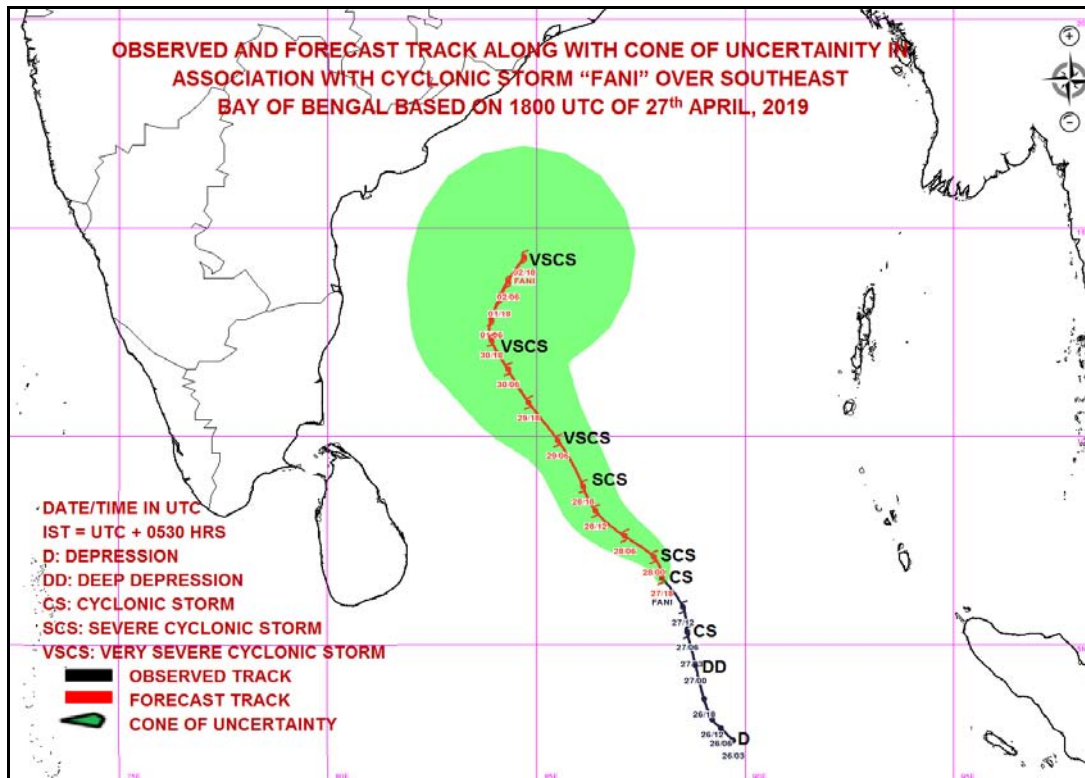 OBSERVED AND FORECAST TRACK ALONG WITH CONE OF UNCERTAINITY IN
ASSOCIATION WITH CYCLONIC STORM “FANI” OVER SOUTHEAST
BAY OF BENGAL BASED ON 1800 UTC OF 27th APRIL, 2019
VSCS
02/18
FANI
02/06
01/18
01/06
VSCS
30/18
30/06
29/18
VSCS
29/06
SCS
28/18
28/12
28/06
SCS
28/00
CS
27/18
FANI
27/12
CS
27/06
27/03
DD
27/00
26/18
26/12
26/06
D
26/03
DATE/TIME IN UTC
IST = UTC + 0530 HRS
D: DEPRESSION
DD: DEEP DEPRESSION
CS: CYCLONIC STORM
SCS: SEVERE CYCLONIC STORM
VSCS: VERY SEVERE CYCLONIC STORM
OBSERVED TRACK
FORECAST TRACK
CONE OF UNCERTAINTY